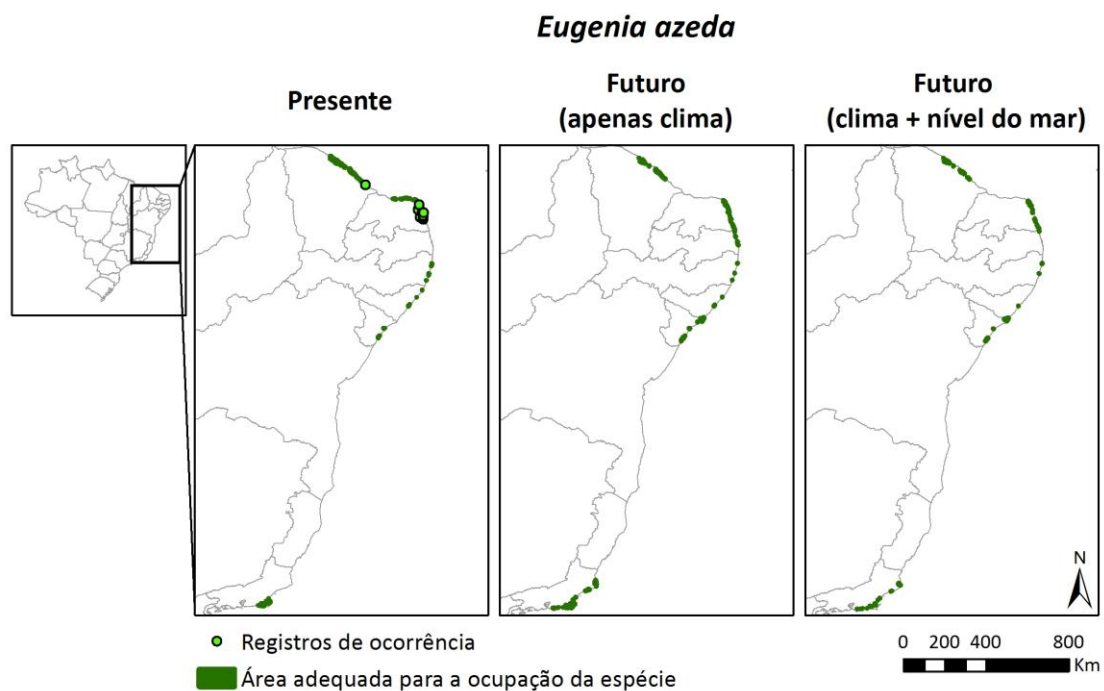 Eugenia azeda
Presente
Futuro
(apenas clima)
Futuro
(clima + nível do mar)
N
Registros de ocorrência
Área adequada para a ocupação da espécie
0 200 400 800
Km